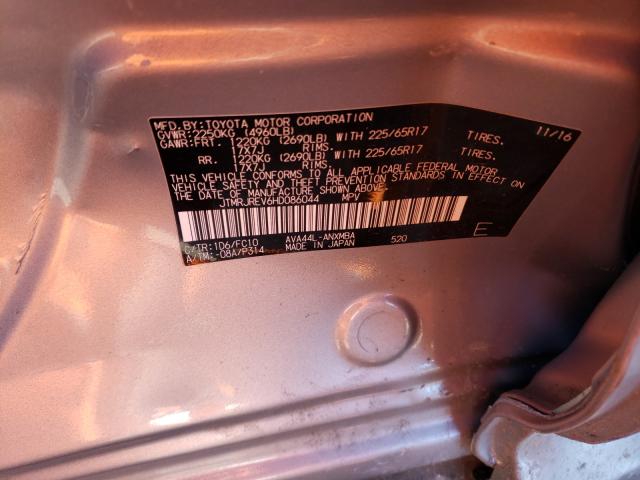 MFD.BY:TOYOTA MOTOR CORPORATION 11/16
GVWR:2250KG (4960LB)
GAWR:FRT. 1220KG (2690LB) WITH 225/65R17 TIRES.
17X7J RIMS.
RR. 1220KG (2690LB) WITH 225/65R17 TIRES.
17X7J RIMS.
THIS VEHICLE CONFORMS TO ALL APPLICABLE FEDERAL MOTOR
VEHICLE SAFETY AND THEFT PREVENTION STANDARDS IN EFFECT ON
THE DATE OF MANUFACTURE SHOWN ABOVE.
JTMRJREV6HD086044 MPV
C/TR:1D6/FC10 AVA44L-ANXMBA 520 E
A/TM:-08A/P314 MADE IN JAPAN